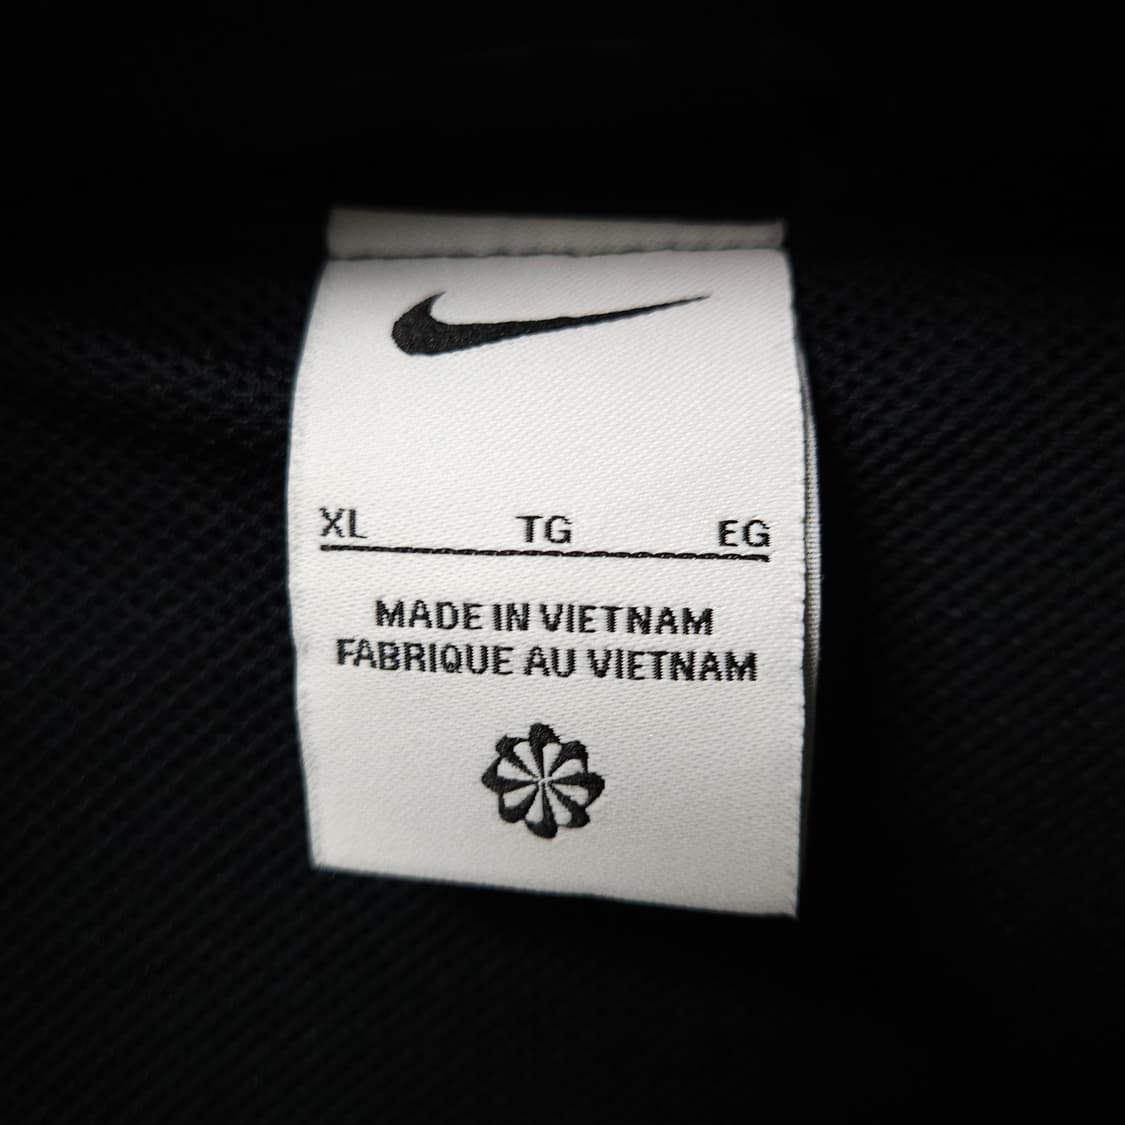 XL TG EG
MADE IN VIETNAM
FABRIQUE AU VIETNAM